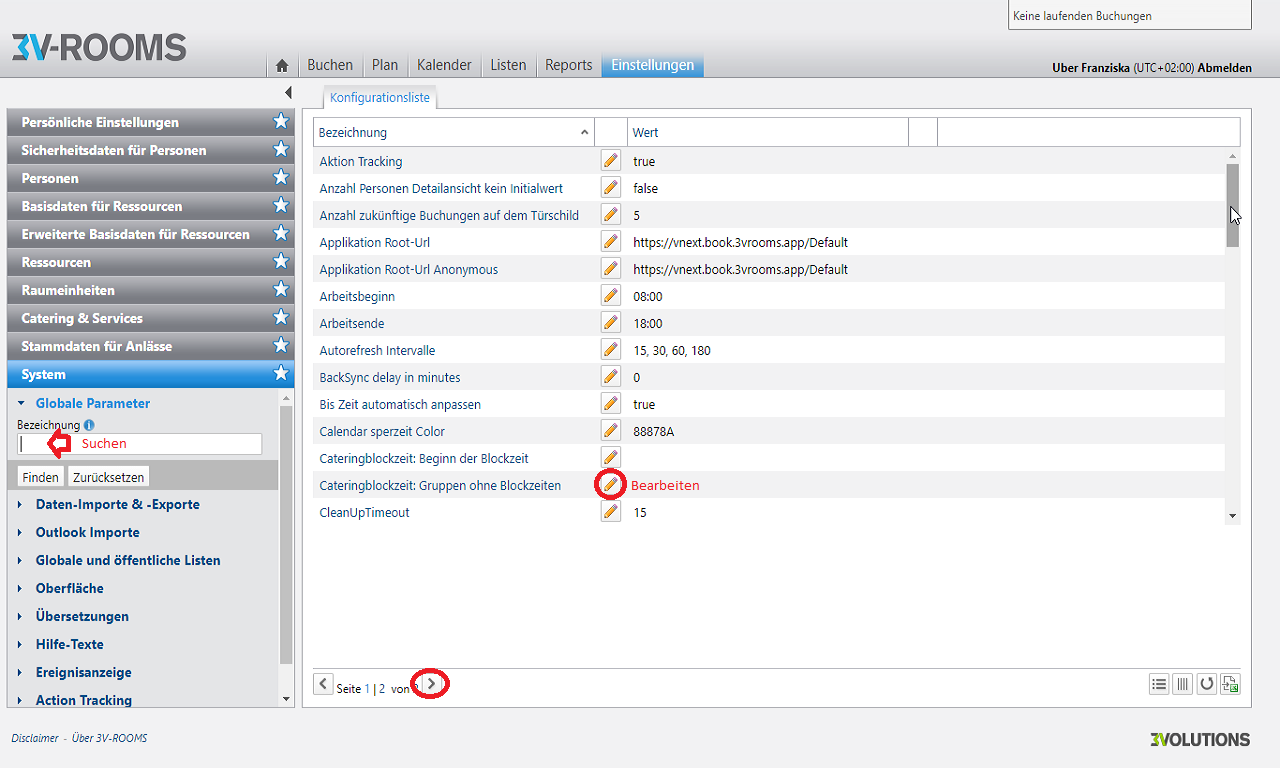 Keine laufenden Buchungen
3V-ROOMS
Buchen Plan Kalender Listen Reports Einstellungen
Uber Franziska (UTC+02:00) Abmelden
Konfigurationsliste
Persönliche Einstellungen
Sicherheitsdaten für Personen
Personen
Basisdaten für Ressourcen
Erweiterte Basisdaten für Ressourcen
Ressourcen
Raumeinheiten
Catering & Services
Stammdaten für Anlässe
System
Globale Parameter
Bezeichnung
Suchen
Finden Zurücksetzen
Daten-Importe & -Exporte
Outlook Importe
Globale und öffentliche Listen
Oberfläche
Übersetzungen
Hilfe-Texte
Ereignisanzeige
Action Tracking
Bezeichnung Wert
Aktion Tracking true
Anzahl Personen Detailansicht kein Initialwert false
Anzahl zukünftige Buchungen auf dem Türschild 5
Applikation Root-Url https://vnext.book.3vrooms.app/Default
Applikation Root-Url Anonymous https://vnext.book.3vrooms.app/Default
Arbeitsbeginn 08:00
Arbeitsende 18:00
Autorefresh Intervalle 15, 30, 60, 180
BackSync delay in minutes 0
Bis Zeit automatisch anpassen true
Calendar sperzeit Color 88878A
Cateringblockzeit: Beginn der Blockzeit
Cateringblockzeit: Gruppen ohne Blockzeiten Bearbeiten
CleanUpTimeout 15
Seite 1 | 2 von
Disclaimer - Über 3V-ROOMS
3VOLUTIONS